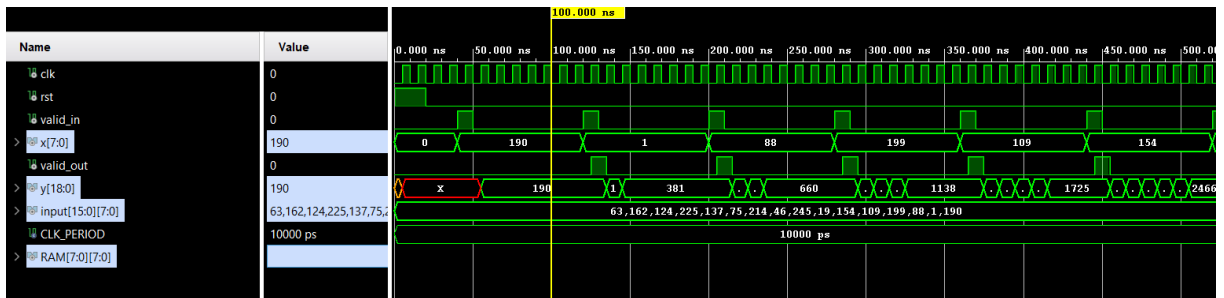 100.000 ns
Name Value 0.000 ns 50.000 ns 100.000 ns 150.000 ns 200.000 ns 250.000 ns 300.000 ns 350.000 ns 400.000 ns 450.000 ns 500.0
clk 0
rst 0
valid_in 0
x[7:0] 190 0 190 1 88 199 109 154
valid_out 0
y[18:0] 190 X 190 1 381 . . 660 . . . 1138 . . . . 1725 . . . . . 2466
input[15:0][7:0] 63,162,124,225,137,75,2 63,162,124,225,137,75,214,46,245,19,154,109,199,88,1,190
CLK_PERIOD 10000 ps 10000 ps
RAM[7:0][7:0]